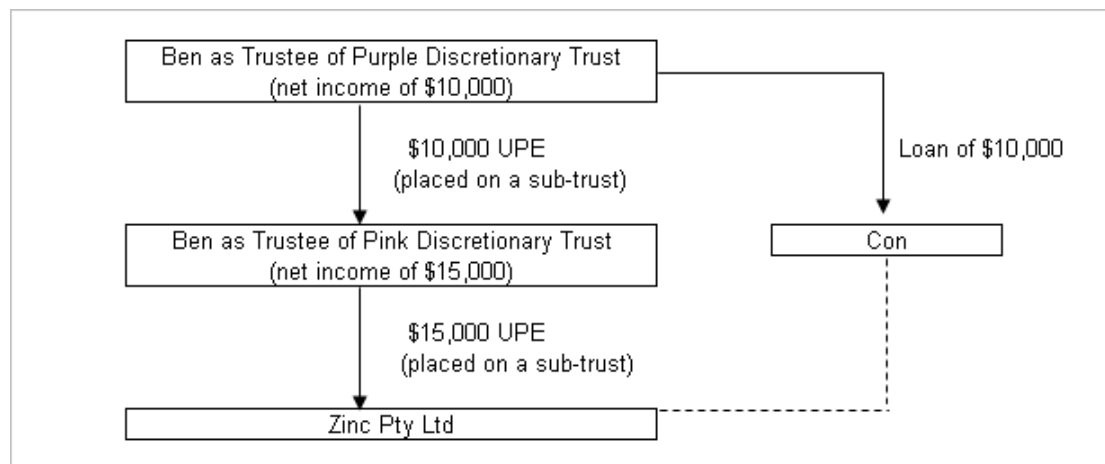 Ben as Trustee of Purple Discretionary Trust
(net income of $10,000)
$10,000 UPE
(placed on a sub-trust)
Loan of $10,000
Ben as Trustee of Pink Discretionary Trust
(net income of $15,000)
Con
$15,000 UPE
(placed on a sub-trust)
Zinc Pty Ltd